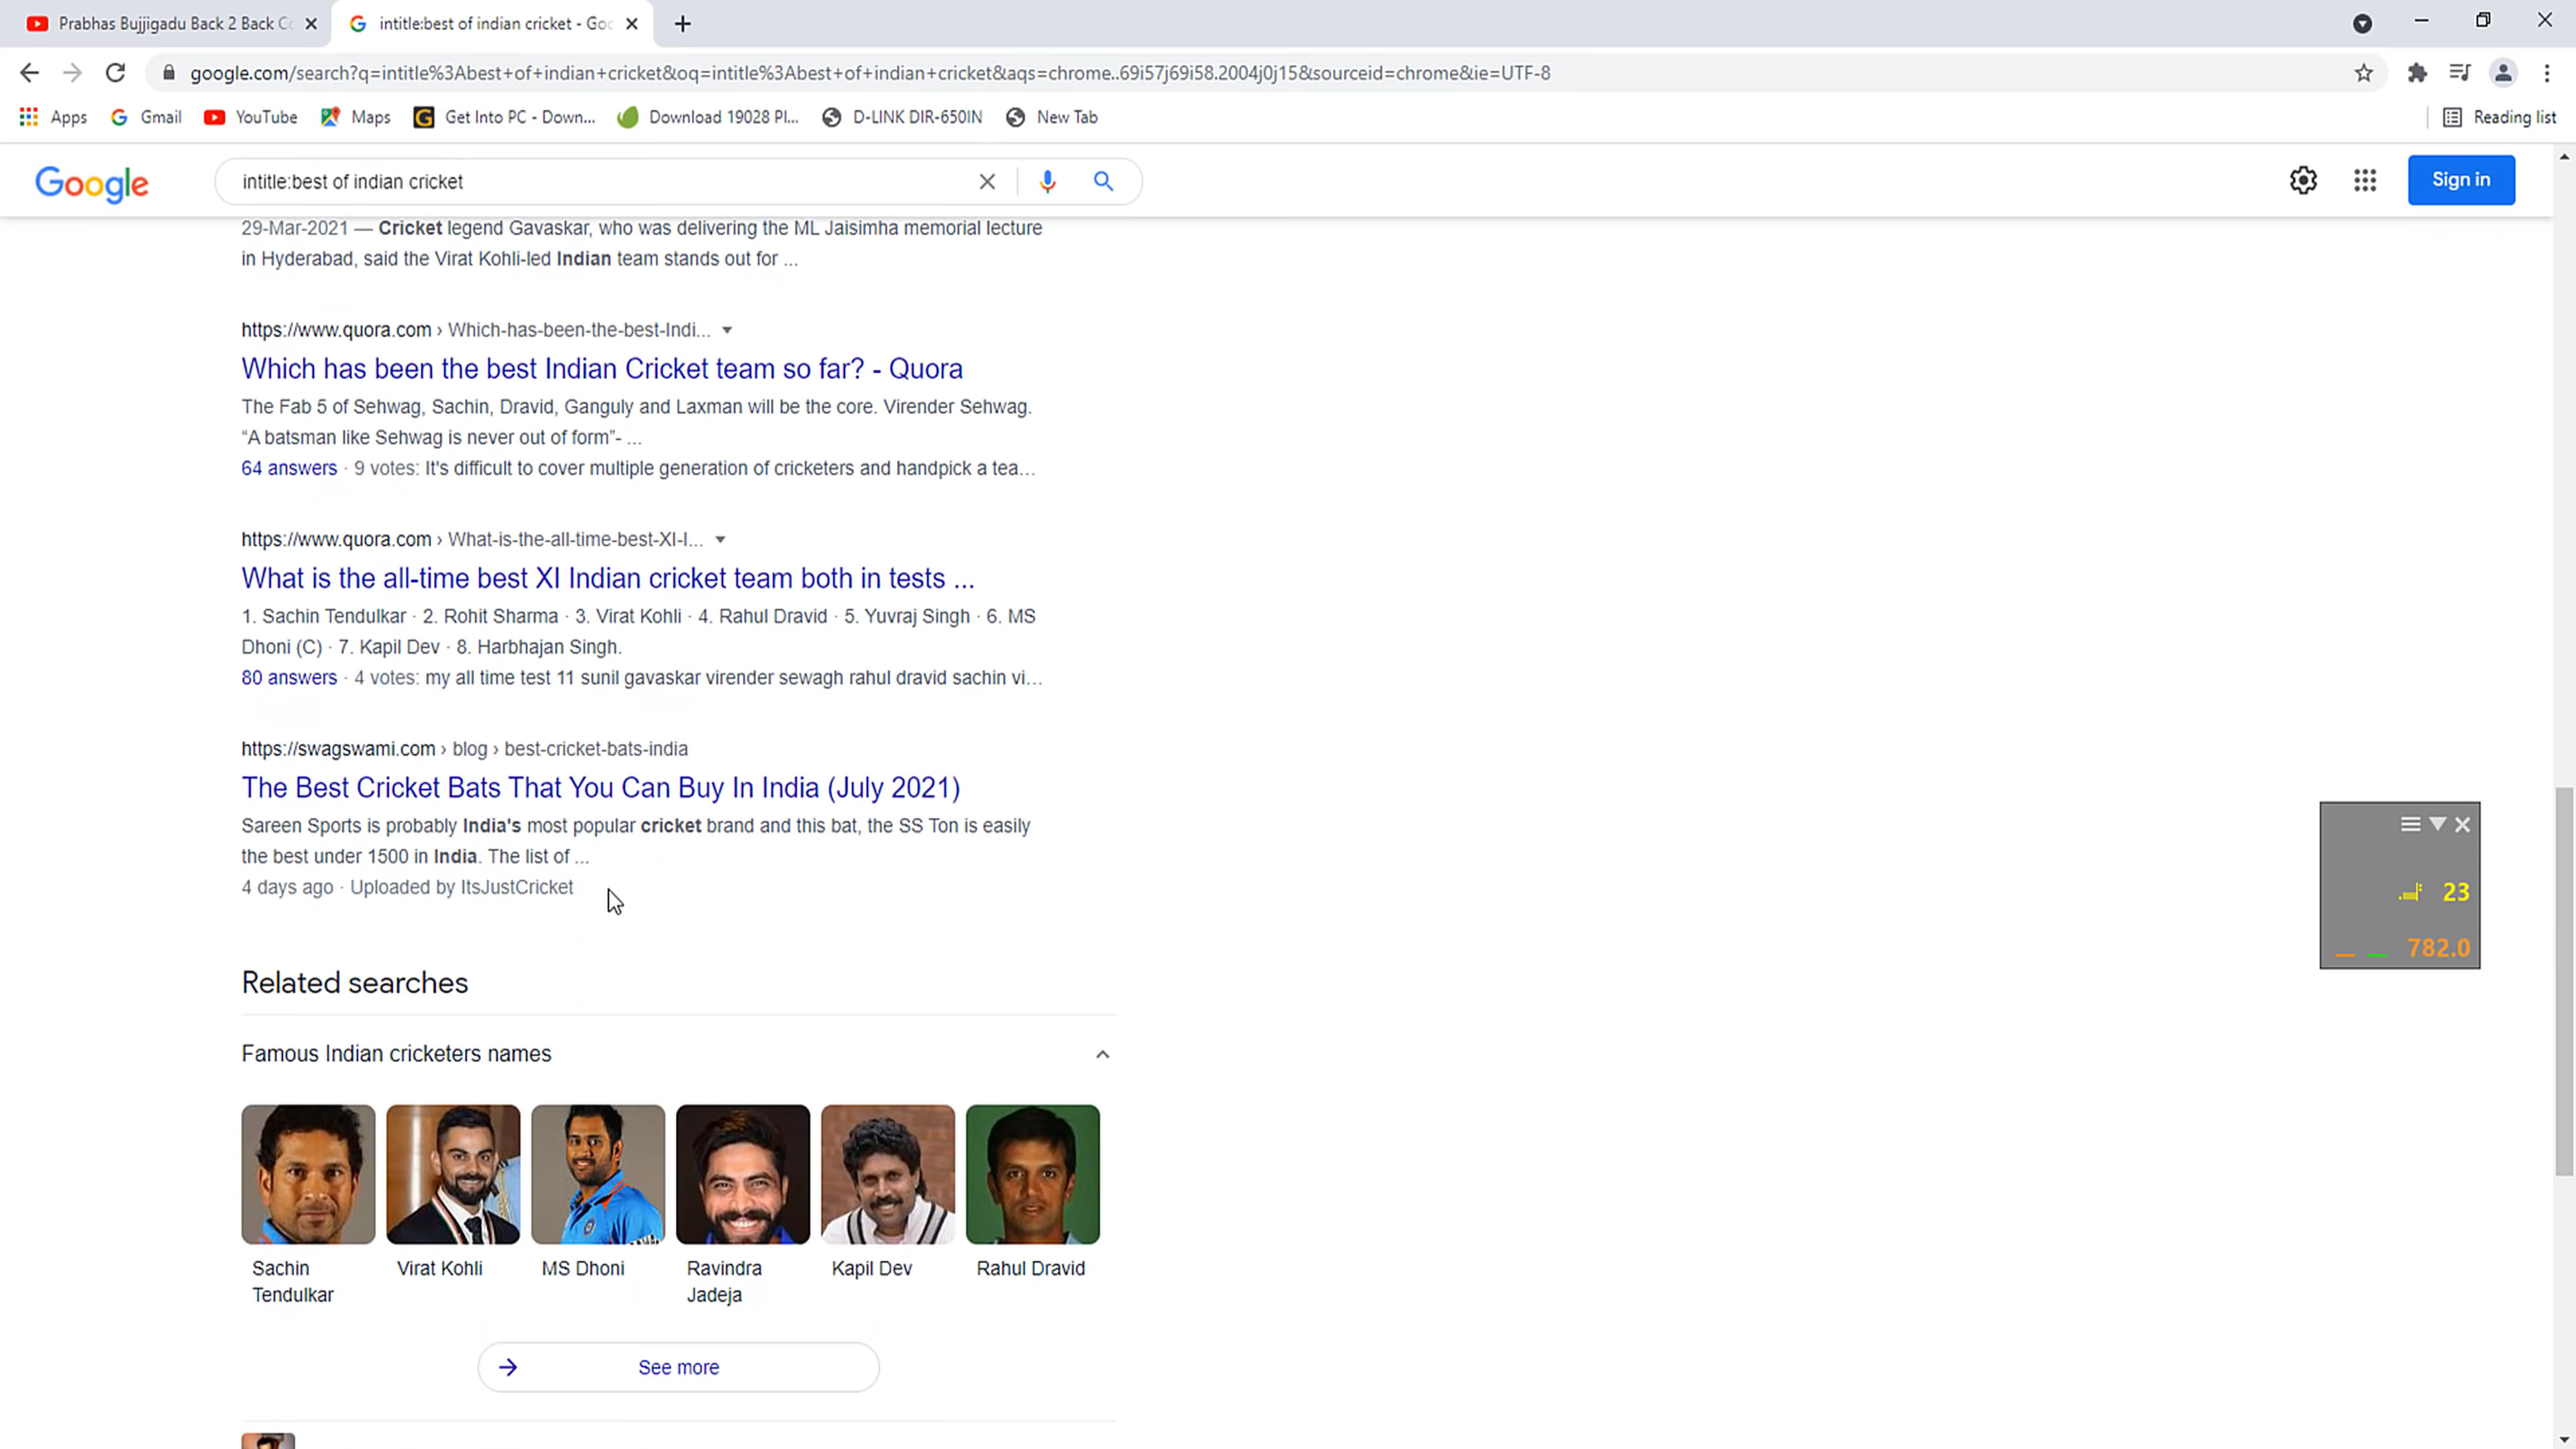 Prabhas Bujjigadu Back 2 Back Co
intitle:best of indian cricket - Goo
google.com/search?q=intitle%3Abest+of+indian+cricket&oq=intitle%3Abest+of+indian+cricket&aqs=chrome..69i57j69i58.2004j0j15&sourceid=chrome&ie=UTF-8
Apps Gmail YouTube Maps Get Into PC - Down... Download 19028 Pl... D-LINK DIR-650IN New Tab Reading list
Google intitle:best of indian cricket Sign in
29-Mar-2021 — Cricket legend Gavaskar, who was delivering the ML Jaisimha memorial lecture
in Hyderabad, said the Virat Kohli-led Indian team stands out for ...
https://www.quora.com › Which-has-been-the-best-Indi...
Which has been the best Indian Cricket team so far? - Quora
The Fab 5 of Sehwag, Sachin, Dravid, Ganguly and Laxman will be the core. Virender Sehwag.
“A batsman like Sehwag is never out of form”- ...
64 answers · 9 votes: It's difficult to cover multiple generation of cricketers and handpick a tea...
https://www.quora.com › What-is-the-all-time-best-XI-I...
What is the all-time best XI Indian cricket team both in tests ...
1. Sachin Tendulkar · 2. Rohit Sharma · 3. Virat Kohli · 4. Rahul Dravid · 5. Yuvraj Singh · 6. MS
Dhoni (C) · 7. Kapil Dev · 8. Harbhajan Singh.
80 answers · 4 votes: my all time test 11 sunil gavaskar virender sewagh rahul dravid sachin vi...
https://swagswami.com › blog › best-cricket-bats-india
The Best Cricket Bats That You Can Buy In India (July 2021)
Sareen Sports is probably India's most popular cricket brand and this bat, the SS Ton is easily
the best under 1500 in India. The list of ...
4 days ago · Uploaded by ItsJustCricket
23
782.0
Related searches
Famous Indian cricketers names
Sachin Tendulkar
Virat Kohli
MS Dhoni
Ravindra Jadeja
Kapil Dev
Rahul Dravid
See more